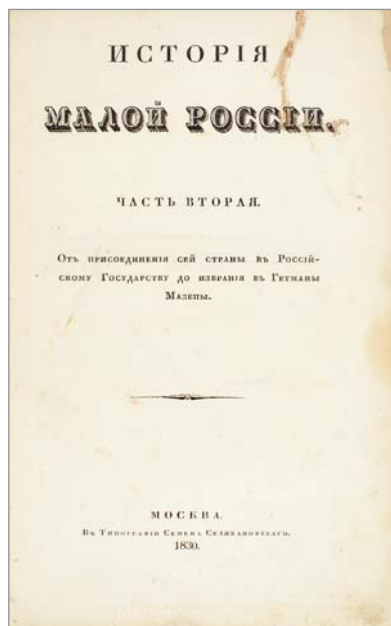 ИСТОРІЯ
МАЛОЙ РОССІИ.
ЧАСТЬ ВТОРАЯ.
Отъ присоединенія сей страны къ Россій-
скому Государству до избранія въ Гетманы
Мазепы.
МОСКВА.
Въ Типографіи Семена Селивановскаго.
1830.